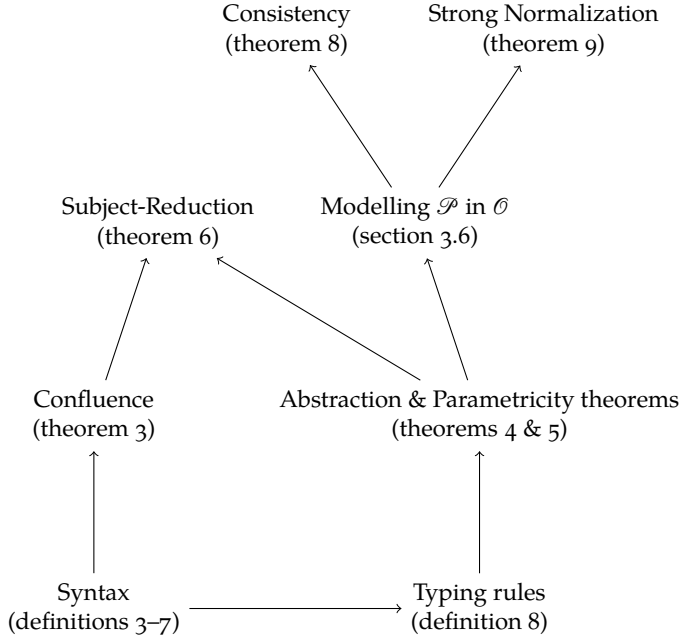 Consistency
(theorem 8)
Strong Normalization
(theorem 9)
Subject-Reduction
(theorem 6)
Modelling 𝒫 in 𝒪
(section 3.6)
Confluence
(theorem 3)
Abstraction & Parametricity theorems
(theorems 4 & 5)
Syntax
(definitions 3–7)
Typing rules
(definition 8)